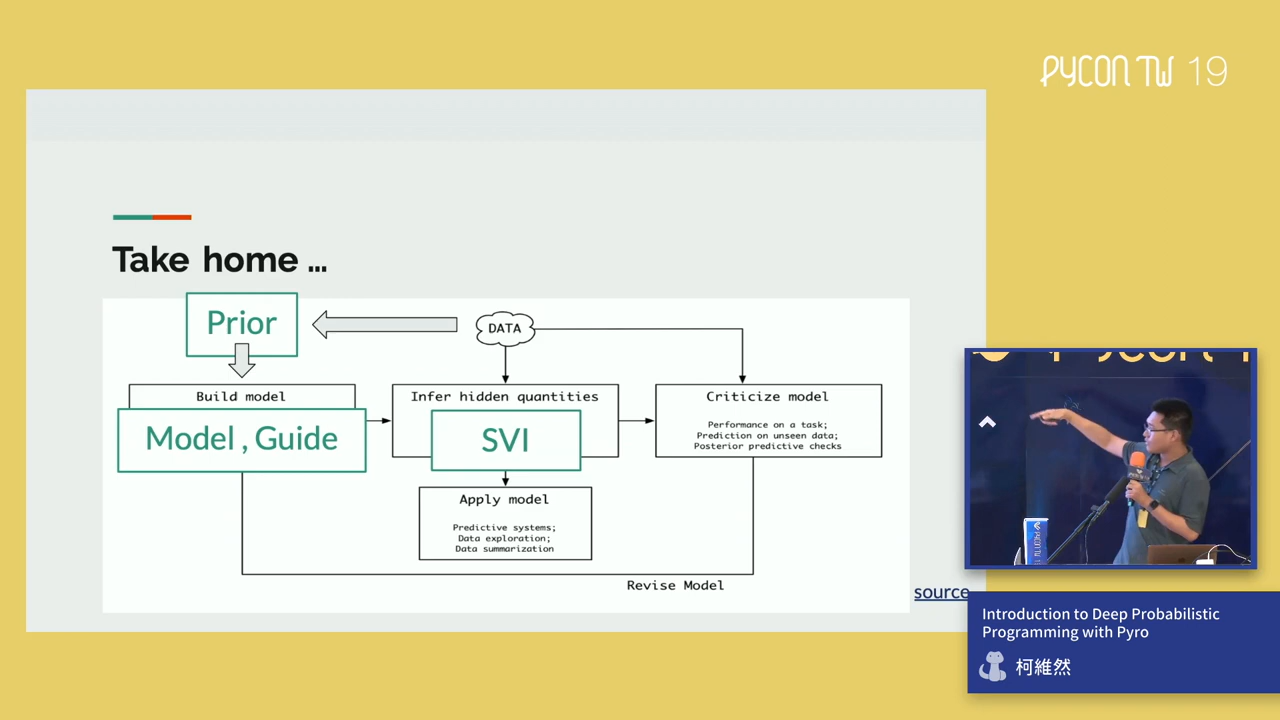 PYCON TW 19
Take home ...
Prior
DATA
Build model
Model , Guide
Infer hidden quantities
SVI
Criticize model
Performance on a task;
Prediction on unseen data;
Posterior predictive checks
Apply model
Predictive systems;
Data exploration;
Data summarization
Revise Model
source
Introduction to Deep Probabilistic
Programming with Pyro
柯維然